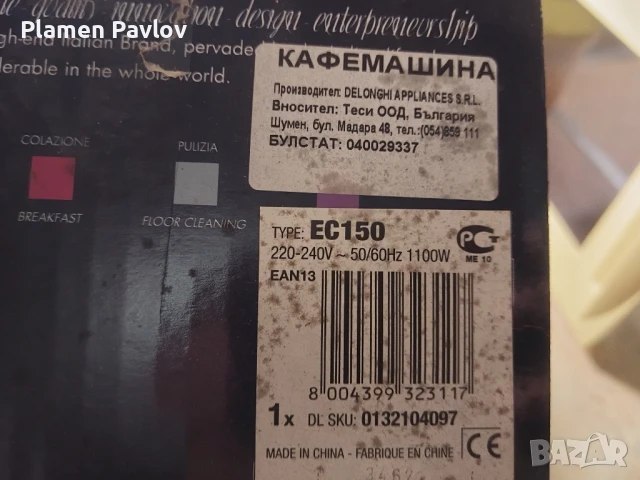 Plamen Pavlov
design enterpreneurship
Italian Brand, pervade
derable in the whole world.
КАФЕМАШИНА
Производител: DELONGHI APPLIANCES S.R.L.
Вносител: Теси ООД, България
Шумен, бул. Мадара 48, тел.:(054)859 111
БУЛСТАТ: 040029337
COLAZIONE
PULIZIA
BREAKFAST
FLOOR CLEANING
TYPE: EC150
220-240V ~ 50/60Hz 1100W
ME 10
EAN13
8 004399 323117
1x DL SKU: 0132104097
MADE IN CHINA - FABRIQUE EN CHINE
CE
BAZAR